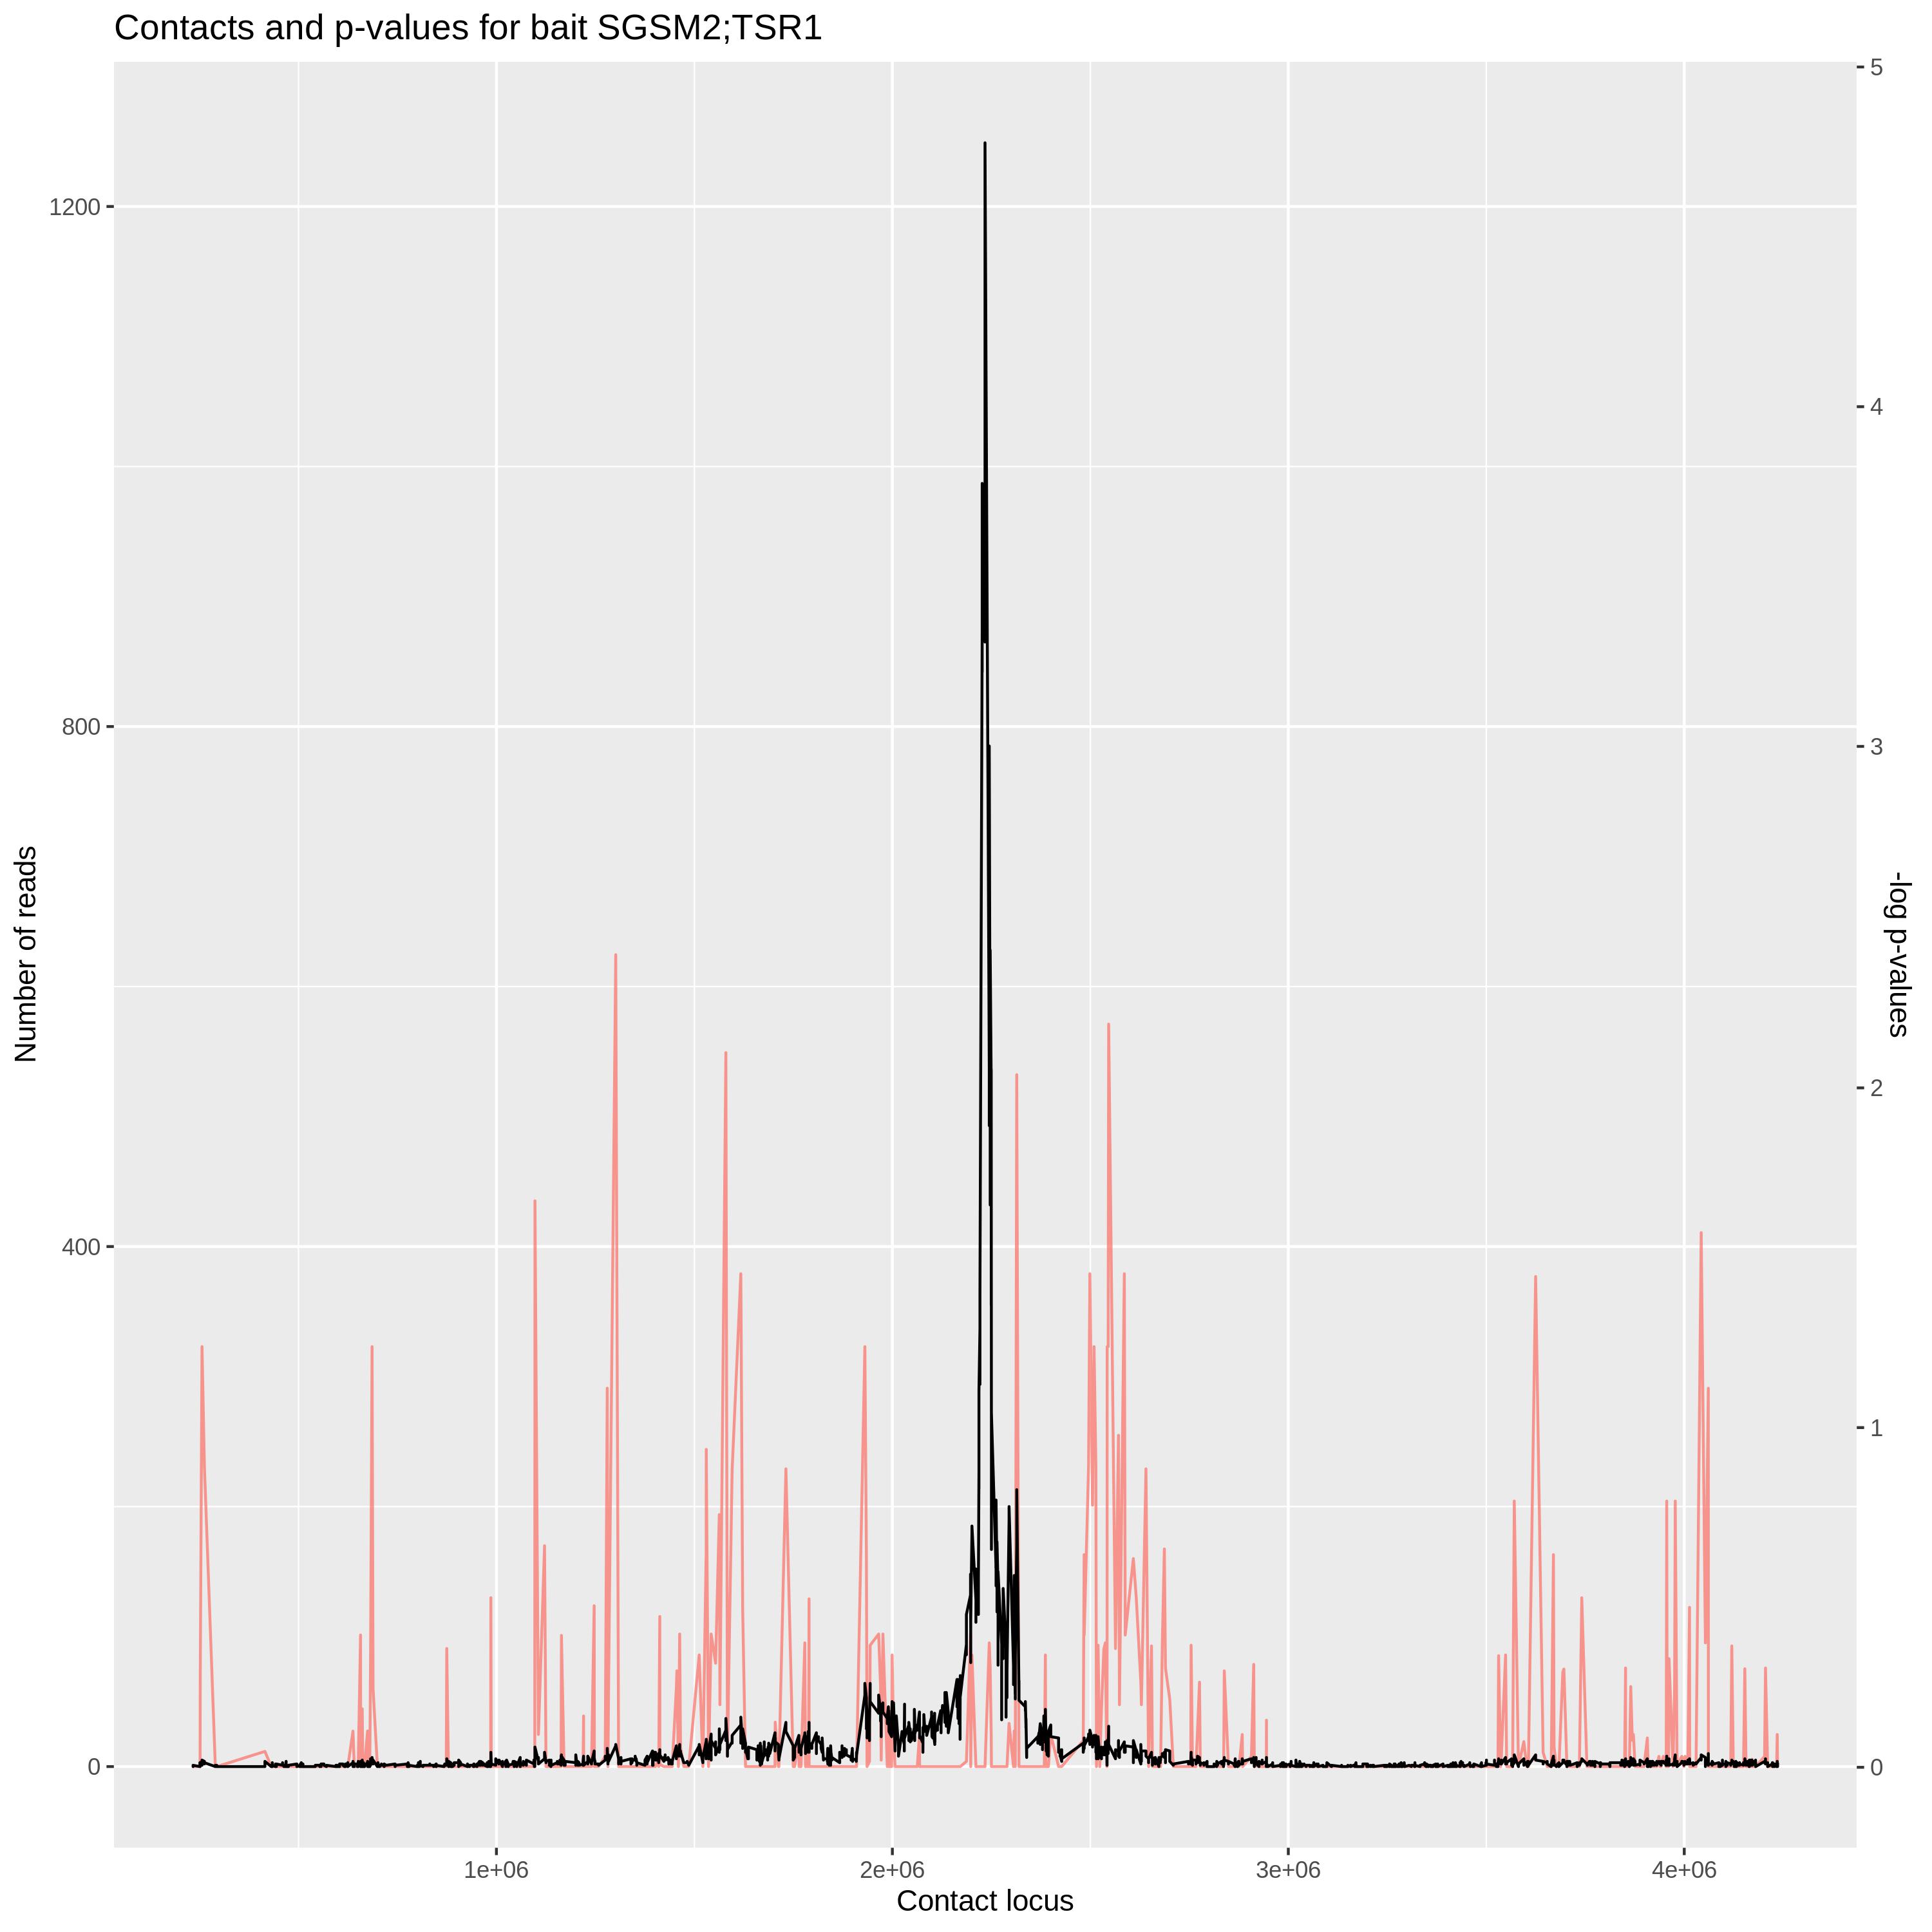 Contacts and p-values for bait SGSM2;TSR1
5
4
3
2
1
0
1200
800
400
0
Number of reads
-log p-values
1e+06
2e+06
3e+06
4e+06
Contact locus